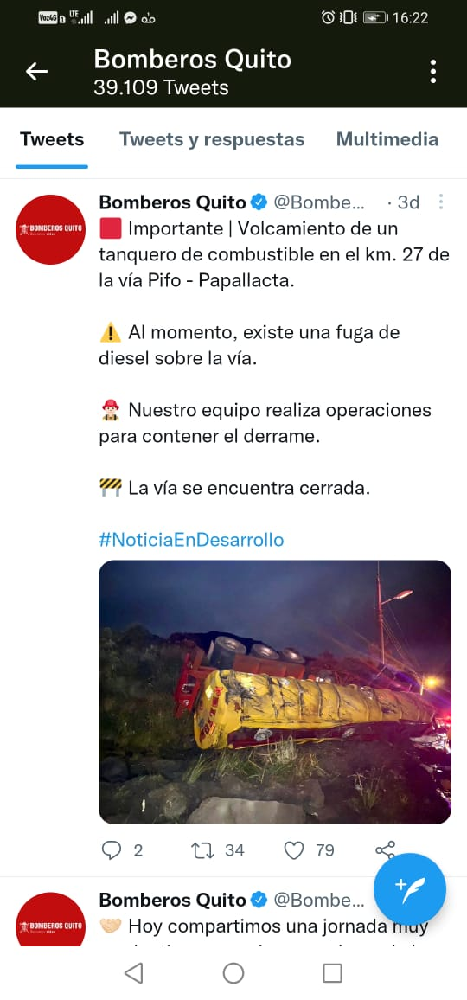 Voz4G LTE 16:22
Bomberos Quito
39.109 Tweets
Tweets Tweets y respuestas Multimedia
BOMBEROS QUITO
Bomberos Quito @Bombe... · 3d
🟥 Importante | Volcamiento de un
tanquero de combustible en el km. 27 de
la vía Pifo - Papallacta.
⚠️ Al momento, existe una fuga de
diesel sobre la vía.
🧑🏻‍🚒 Nuestro equipo realiza operaciones
para contener el derrame.
🚧 La vía se encuentra cerrada.
#NoticiaEnDesarrollo
2 34 79
BOMBEROS QUITO
Bomberos Quito @Bombe...
🤝🏻 Hoy compartimos una jornada muy